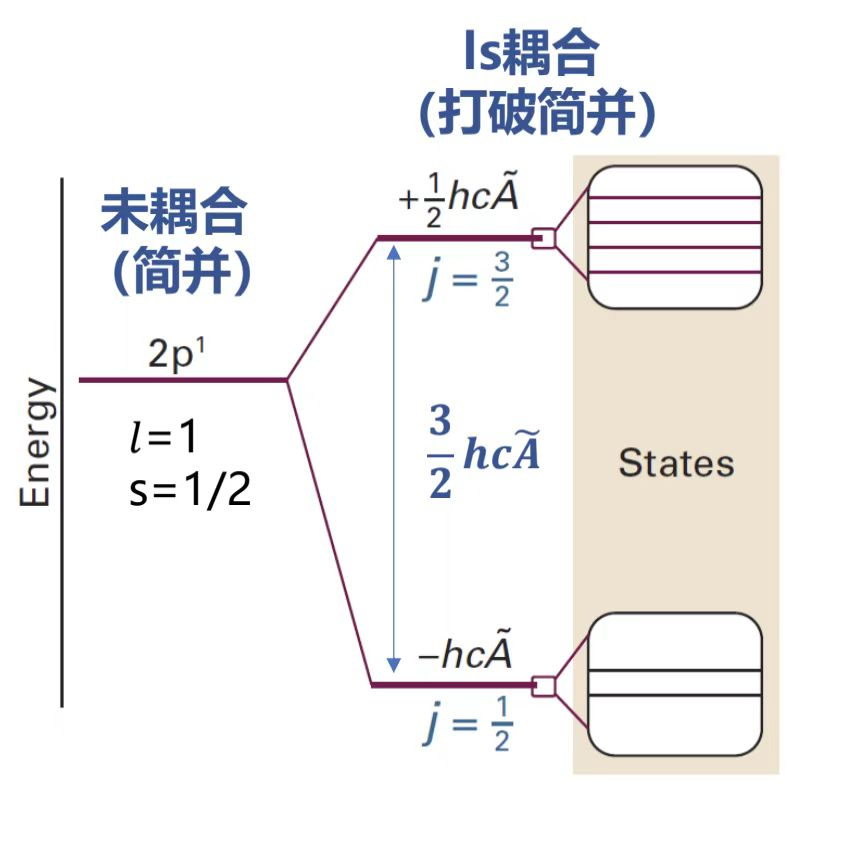 ls耦合
(打破简并)
未耦合
(简并)
+½hcÃ
j = 3/2
2p¹
l=1
s=1/2
Energy
3/2 hcÃ
States
–hcÃ
j = 1/2